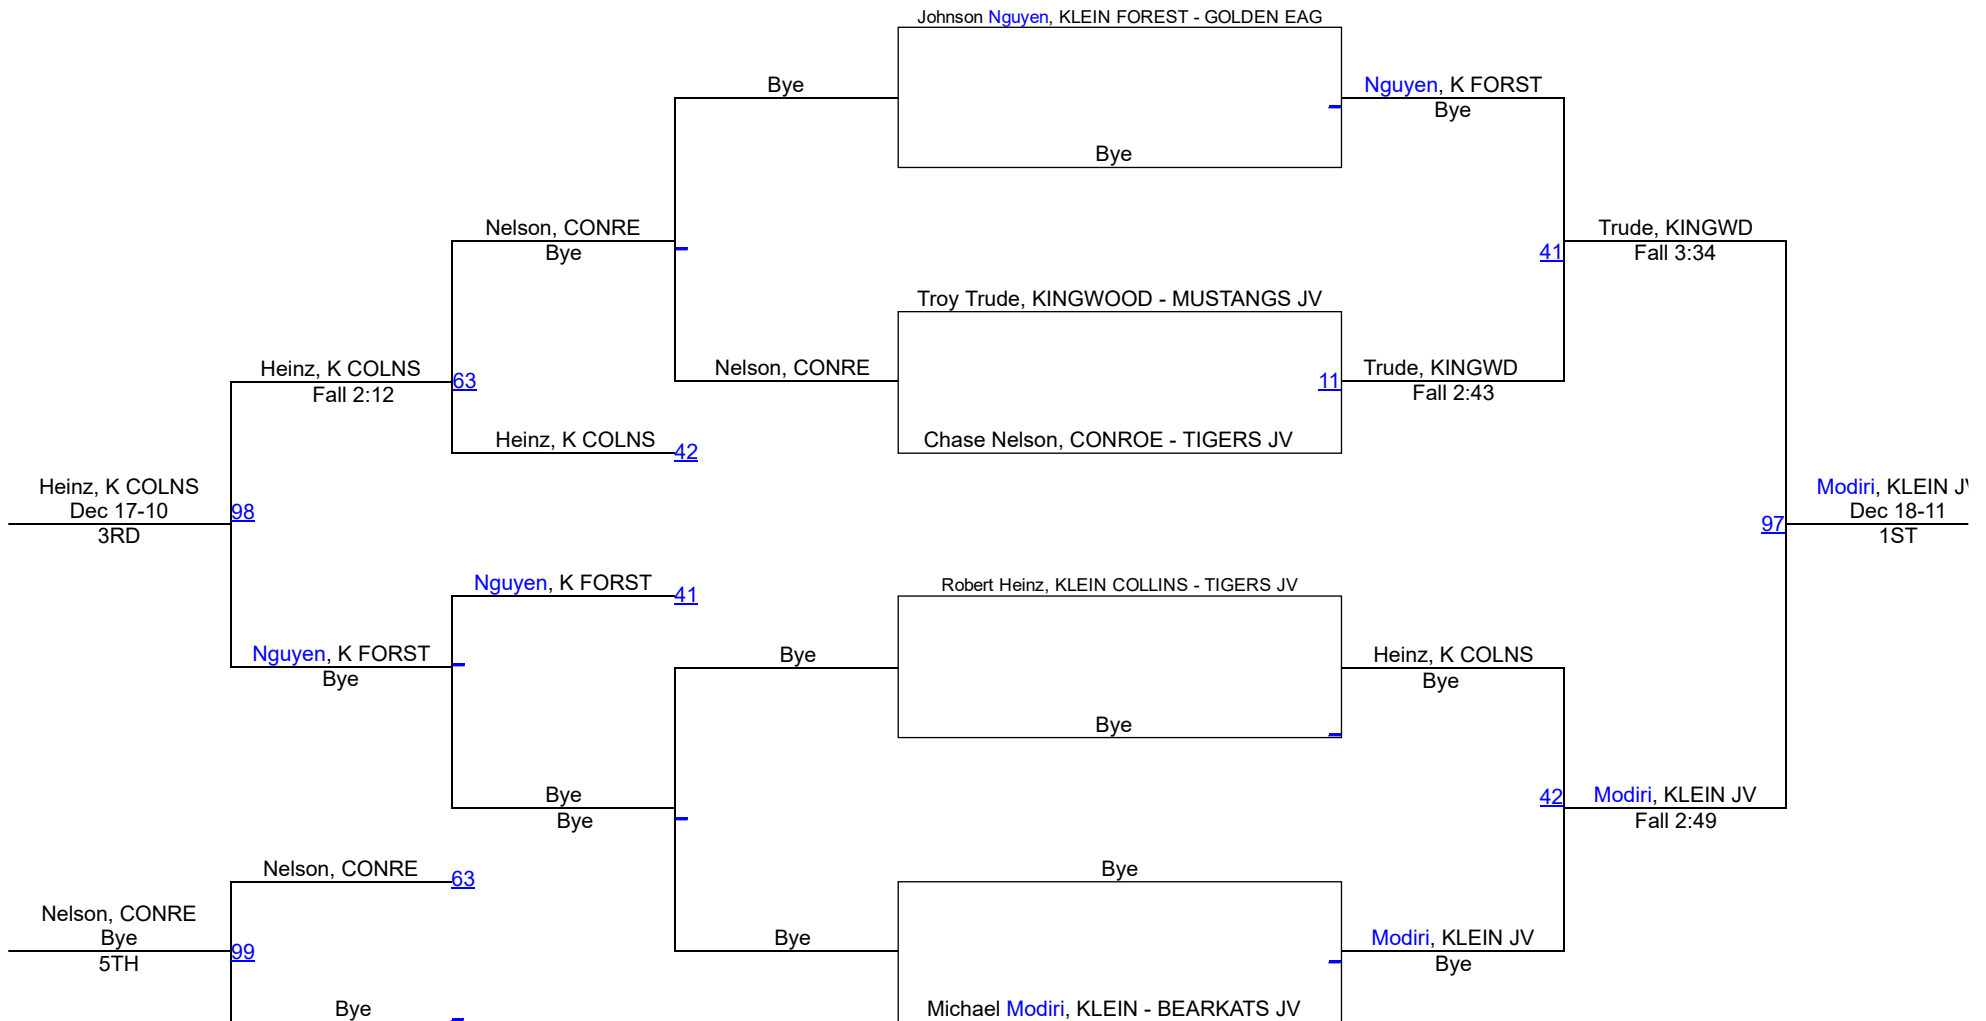 Johnson Nguyen, KLEIN FOREST - GOLDEN EAG
Bye
Nguyen, K FORST
Bye
Bye
Nelson, CONRE
Bye
Trude, KINGWD
41
Fall 3:34
Troy Trude, KINGWOOD - MUSTANGS JV
Heinz, K COLNS
63
Fall 2:12
Nelson, CONRE
11
Trude, KINGWD
Fall 2:43
Heinz, K COLNS
42
Chase Nelson, CONROE - TIGERS JV
Heinz, K COLNS
Dec 17-10
98
3RD
Modiri, KLEIN JV
Dec 18-11
97
1ST
Nguyen, K FORST
41
Robert Heinz, KLEIN COLLINS - TIGERS JV
Nguyen, K FORST
Bye
Bye
Heinz, K COLNS
Bye
Bye
Bye
Bye
42
Modiri, KLEIN JV
Fall 2:49
Nelson, CONRE
63
Bye
Nelson, CONRE
Bye
99
5TH
Bye
Modiri, KLEIN JV
Bye
Bye
Michael Modiri, KLEIN - BEARKATS JV